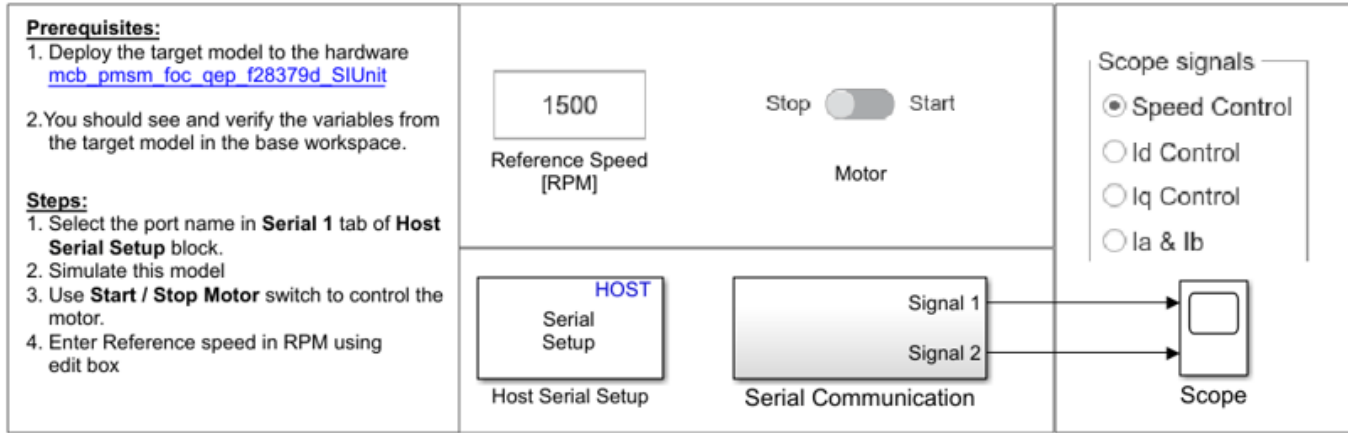 Prerequisites:
1. Deploy the target model to the hardware
mcb_pmsm_foc_qep_f28379d_SIUnit
2.You should see and verify the variables from
the target model in the base workspace.
Steps:
1. Select the port name in Serial 1 tab of Host
Serial Setup block.
2. Simulate this model
3. Use Start / Stop Motor switch to control the
motor.
4. Enter Reference speed in RPM using
edit box
1500
Reference Speed
[RPM]
Stop Start
Motor
HOST
Serial
Setup
Host Serial Setup
Signal 1
Signal 2
Serial Communication
Scope signals
Speed Control
Id Control
Iq Control
Ia & Ib
Scope